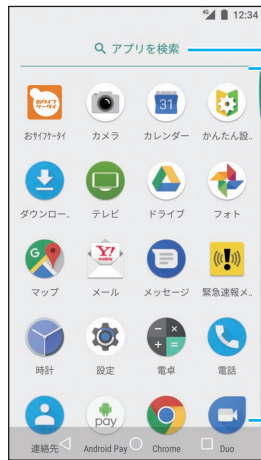 4G 12:34
アプリを検索
おサイフケータイ
31
おサイフケータイ カメラ カレンダー かんたん設..
ダウンロー.. テレビ ドライブ フォト
Y!
mobile
マップ メール メッセージ 緊急速報メ..
時計 設定 電卓 電話
pay
連絡先 Android Pay Chrome Duo